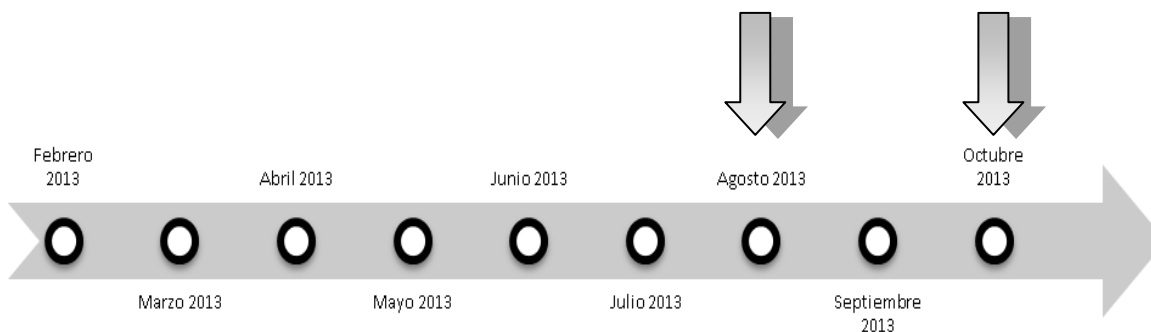 Febrero
2013
Marzo 2013
Abril 2013
Mayo 2013
Junio 2013
Julio 2013
Agosto 2013
Septiembre
2013
Octubre
2013